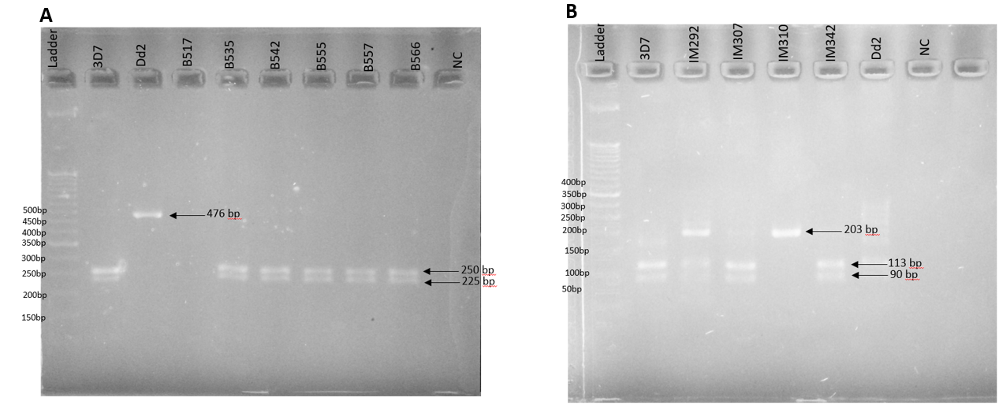 A
Ladder
3D7
Dd2
B517
B535
B542
B555
B557
B566
NC
500bp
450bp
400bp
350bp
300bp
250bp
200bp
150bp
476 bp
250 bp
225 bp
B
Ladder
3D7
IM292
IM307
IM310
IM342
Dd2
NC
400bp
350bp
300bp
250bp
200bp
150bp
100bp
50bp
203 bp
113 bp
90 bp